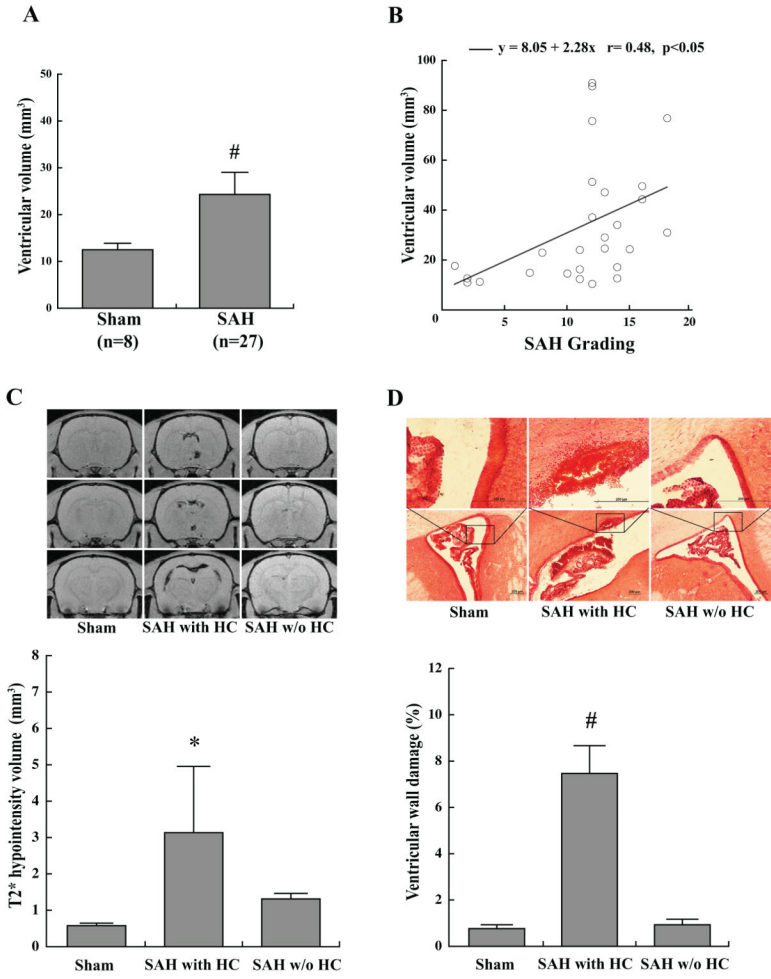 A
Ventricular volume (mm³)
50
40
30
20
10
0
#
Sham
(n=8)
SAH
(n=27)
B
y = 8.05 + 2.28x r= 0.48, p<0.05
Ventricular volume (mm³)
100
80
60
40
20
0
5
10
15
20
SAH Grading
C
Sham
SAH with HC
SAH w/o HC
T2* hypointensity volume (mm³)
8
7
6
5
4
3
2
1
0
*
Sham
SAH with HC
SAH w/o HC
D
Sham
SAH with HC
SAH w/o HC
Ventricular wall damage (%)
12
10
8
6
4
2
0
#
Sham
SAH with HC
SAH w/o HC